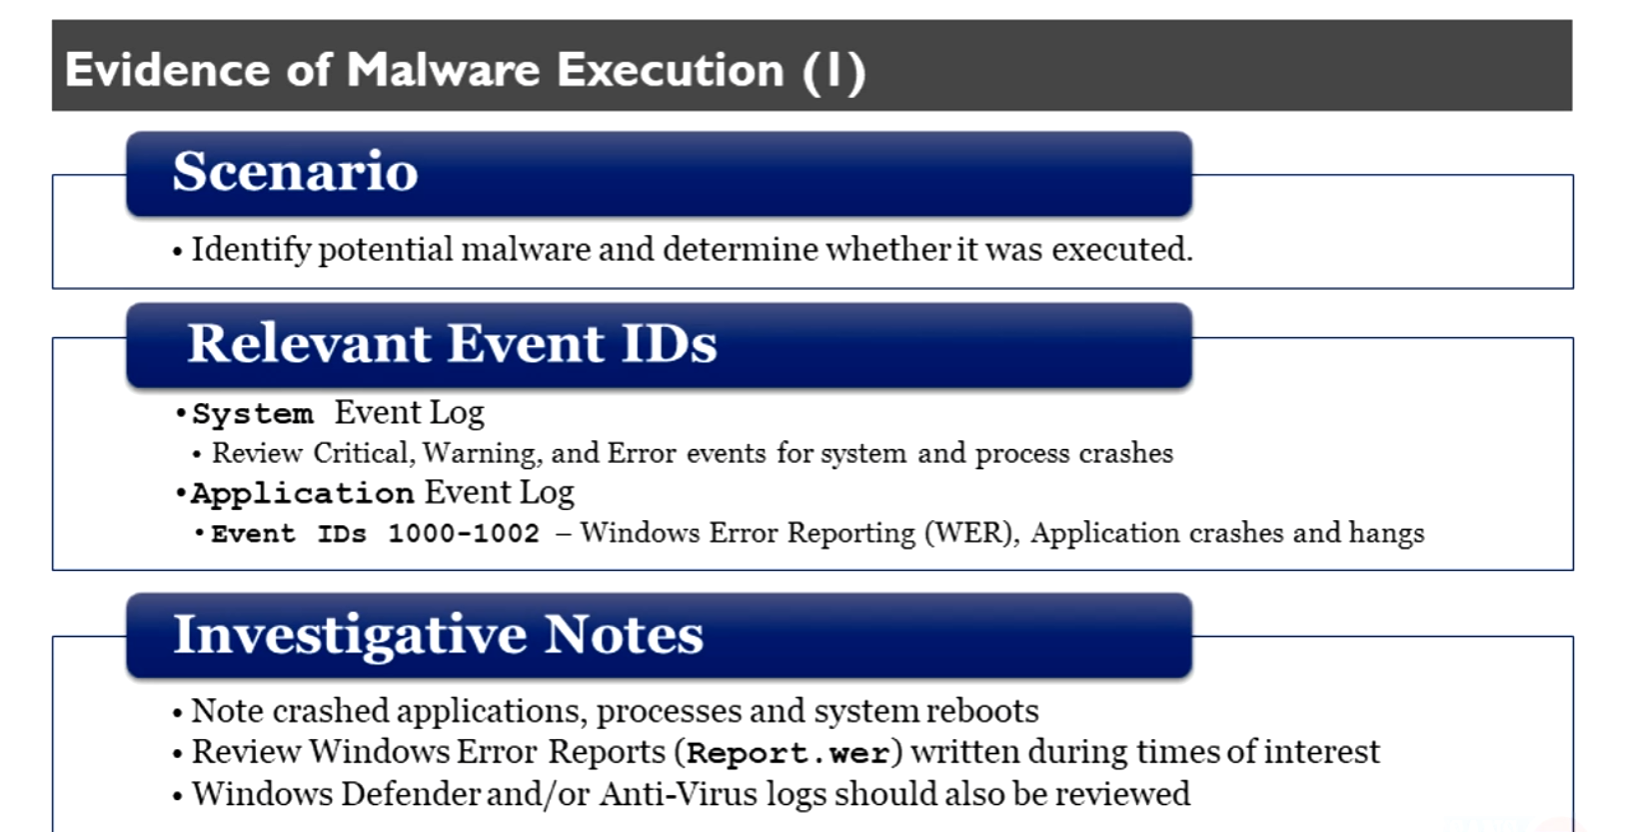 Evidence of Malware Execution (1)
Scenario
• Identify potential malware and determine whether it was executed.
Relevant Event IDs
• System Event Log
• Review Critical, Warning, and Error events for system and process crashes
• Application Event Log
• Event IDs 1000-1002 – Windows Error Reporting (WER), Application crashes and hangs
Investigative Notes
• Note crashed applications, processes and system reboots
• Review Windows Error Reports (Report.wer) written during times of interest
• Windows Defender and/or Anti-Virus logs should also be reviewed